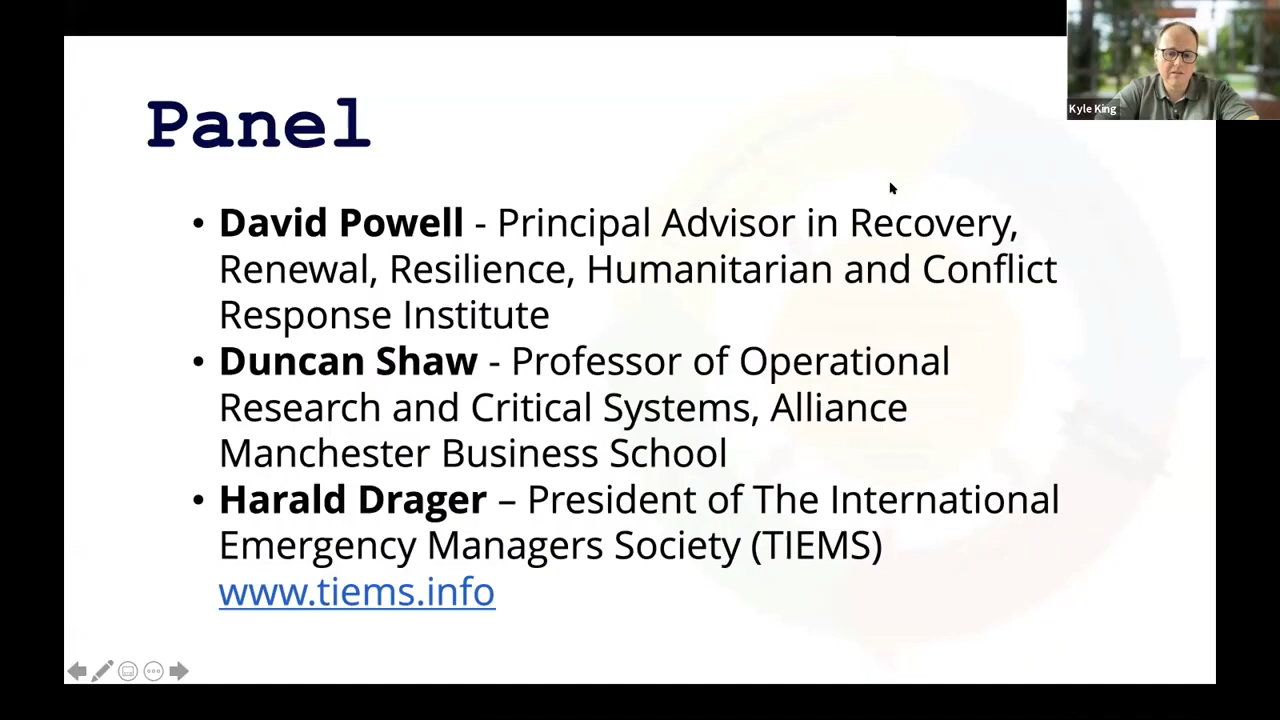 Kyle King
Panel
• David Powell - Principal Advisor in Recovery,
Renewal, Resilience, Humanitarian and Conflict
Response Institute
• Duncan Shaw - Professor of Operational
Research and Critical Systems, Alliance
Manchester Business School
• Harald Drager – President of The International
Emergency Managers Society (TIEMS)
www.tiems.info